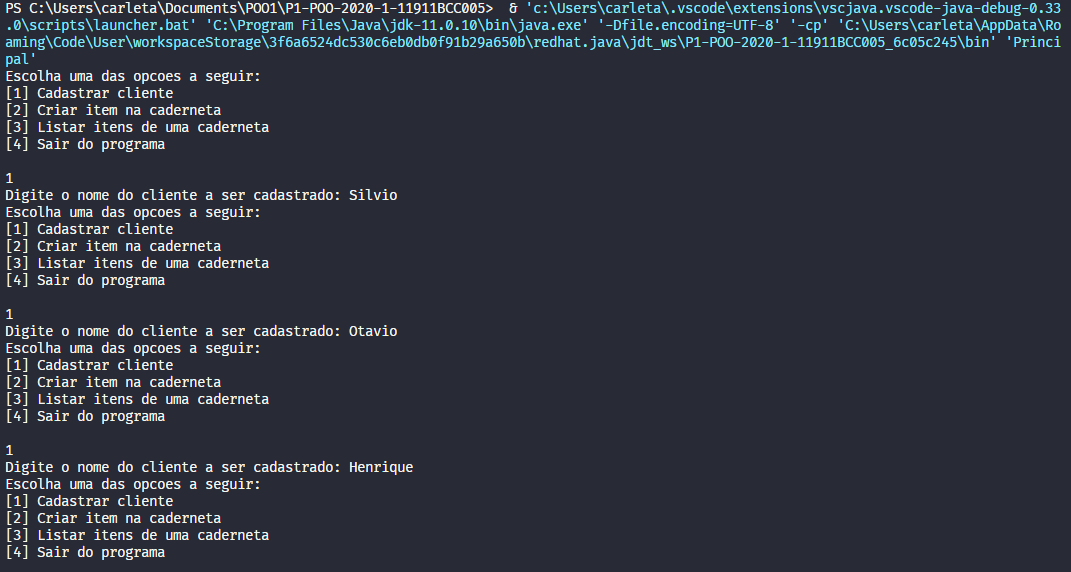 PS C:\Users\carleta\Documents\POO1\P1-POO-2020-1-11911BCC005>  & 'c:\Users\carleta\.vscode\extensions\vscjava.vscode-java-debug-0.33
.0\scripts\launcher.bat' 'C:\Program Files\Java\jdk-11.0.10\bin\java.exe' '-Dfile.encoding=UTF-8' '-cp' 'C:\Users\carleta\AppData\Ro
aming\Code\User\workspaceStorage\3f6a6524dc530c6eb0db0f91b29a650b\redhat.java\jdt_ws\P1-POO-2020-1-11911BCC005_6c05c245\bin' 'Princi
pal'
Escolha uma das opcoes a seguir:
[1] Cadastrar cliente
[2] Criar item na caderneta
[3] Listar itens de uma caderneta
[4] Sair do programa

1
Digite o nome do cliente a ser cadastrado: Silvio
Escolha uma das opcoes a seguir:
[1] Cadastrar cliente
[2] Criar item na caderneta
[3] Listar itens de uma caderneta
[4] Sair do programa

1
Digite o nome do cliente a ser cadastrado: Otavio
Escolha uma das opcoes a seguir:
[1] Cadastrar cliente
[2] Criar item na caderneta
[3] Listar itens de uma caderneta
[4] Sair do programa

1
Digite o nome do cliente a ser cadastrado: Henrique
Escolha uma das opcoes a seguir:
[1] Cadastrar cliente
[2] Criar item na caderneta
[3] Listar itens de uma caderneta
[4] Sair do programa